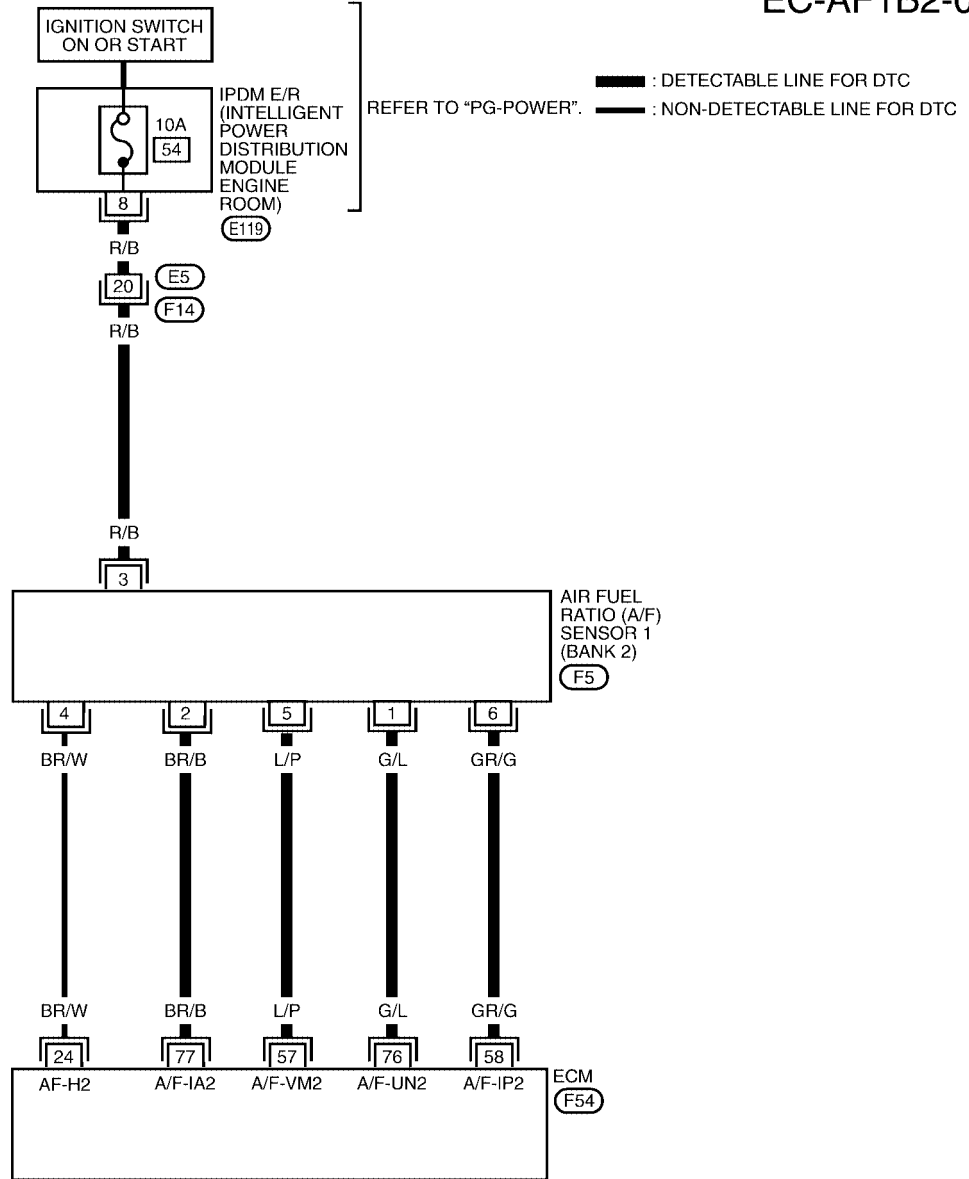 EC-AF1B2-0
IGNITION SWITCH
ON OR START
: DETECTABLE LINE FOR DTC
: NON-DETECTABLE LINE FOR DTC
REFER TO “PG-POWER”.
IPDM E/R
(INTELLIGENT
POWER
DISTRIBUTION
MODULE
ENGINE
ROOM)
E119
10A
54
8
R/B
20
E5
F14
R/B
R/B
3
AIR FUEL
RATIO (A/F)
SENSOR 1
(BANK 2)
F5
4 2 5 1 6
BR/W BR/B L/P G/L GR/G
BR/W BR/B L/P G/L GR/G
24 77 57 76 58
AF-H2 A/F-IA2 A/F-VM2 A/F-UN2 A/F-IP2
ECM
F54